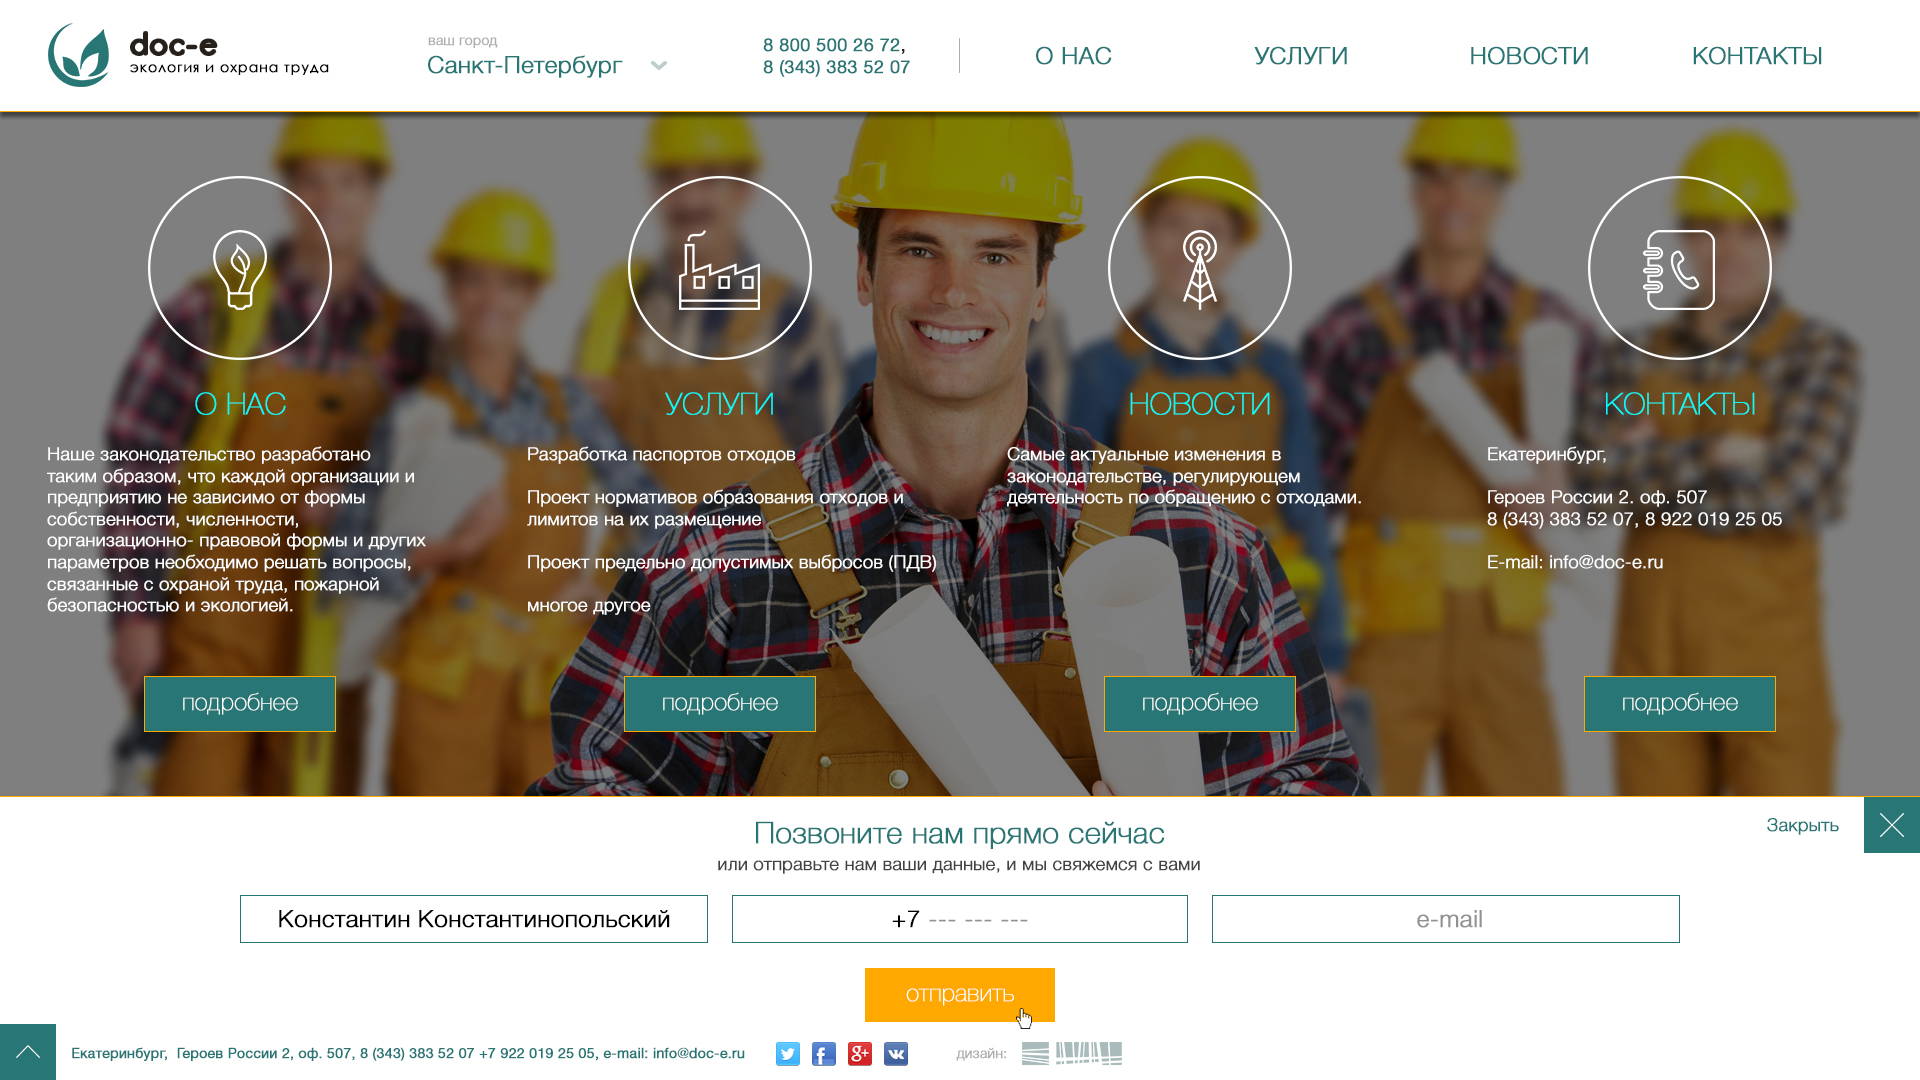 doc-e
экология и охрана труда
ваш город
Санкт-Петербург
8 800 500 26 72,
8 (343) 383 52 07
О НАС
УСЛУГИ
НОВОСТИ
КОНТАКТЫ
О НАС
Наше законодательство разработано
таким образом, что каждой организации и
предприятию не зависимо от формы
собственности, численности,
организационно- правовой формы и других
параметров необходимо решать вопросы,
связанные с охраной труда, пожарной
безопасностью и экологией.
подробнее
УСЛУГИ
Разработка паспортов отходов
Проект нормативов образования отходов и
лимитов на их размещение
Проект предельно допустимых выбросов (ПДВ)
многое другое
подробнее
НОВОСТИ
Самые актуальные изменения в
законодательстве, регулирующем
деятельность по обращению с отходами.
подробнее
КОНТАКТЫ
Екатеринбург,
Героев России 2. оф. 507
8 (343) 383 52 07, 8 922 019 25 05
E-mail: info@doc-e.ru
подробнее
Позвоните нам прямо сейчас
или отправьте нам ваши данные, и мы свяжемся с вами
Закрыть
Константин Константинопольский
+7 --- --- ---
e-mail
отправить
Екатеринбург, Героев России 2, оф. 507, 8 (343) 383 52 07 +7 922 019 25 05, e-mail: info@doc-e.ru
дизайн: